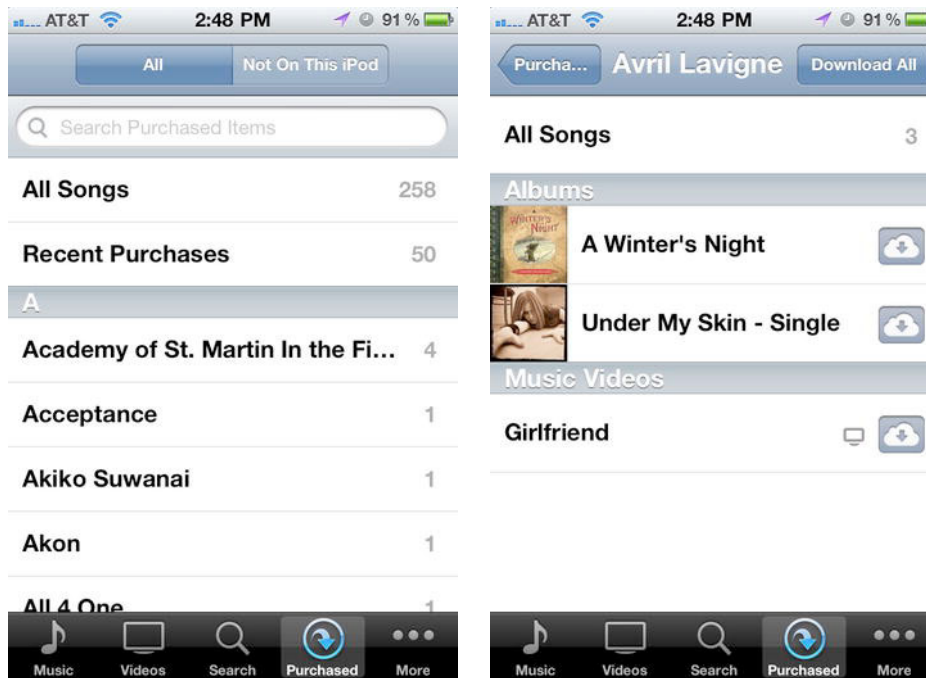 AT&T 2:48 PM 91%
All Not On This iPod
Search Purchased Items
All Songs 258
Recent Purchases 50
A
Academy of St. Martin In the Fi... 4
Acceptance 1
Akiko Suwanai 1
Akon 1
All 4 One 1
Music Videos Search Purchased More
AT&T 2:48 PM 91%
Purcha... Avril Lavigne Download All
All Songs 3
Albums
WINTER'S NIGHT
A Winter's Night
Under My Skin - Single
Music Videos
Girlfriend
Music Videos Search Purchased More